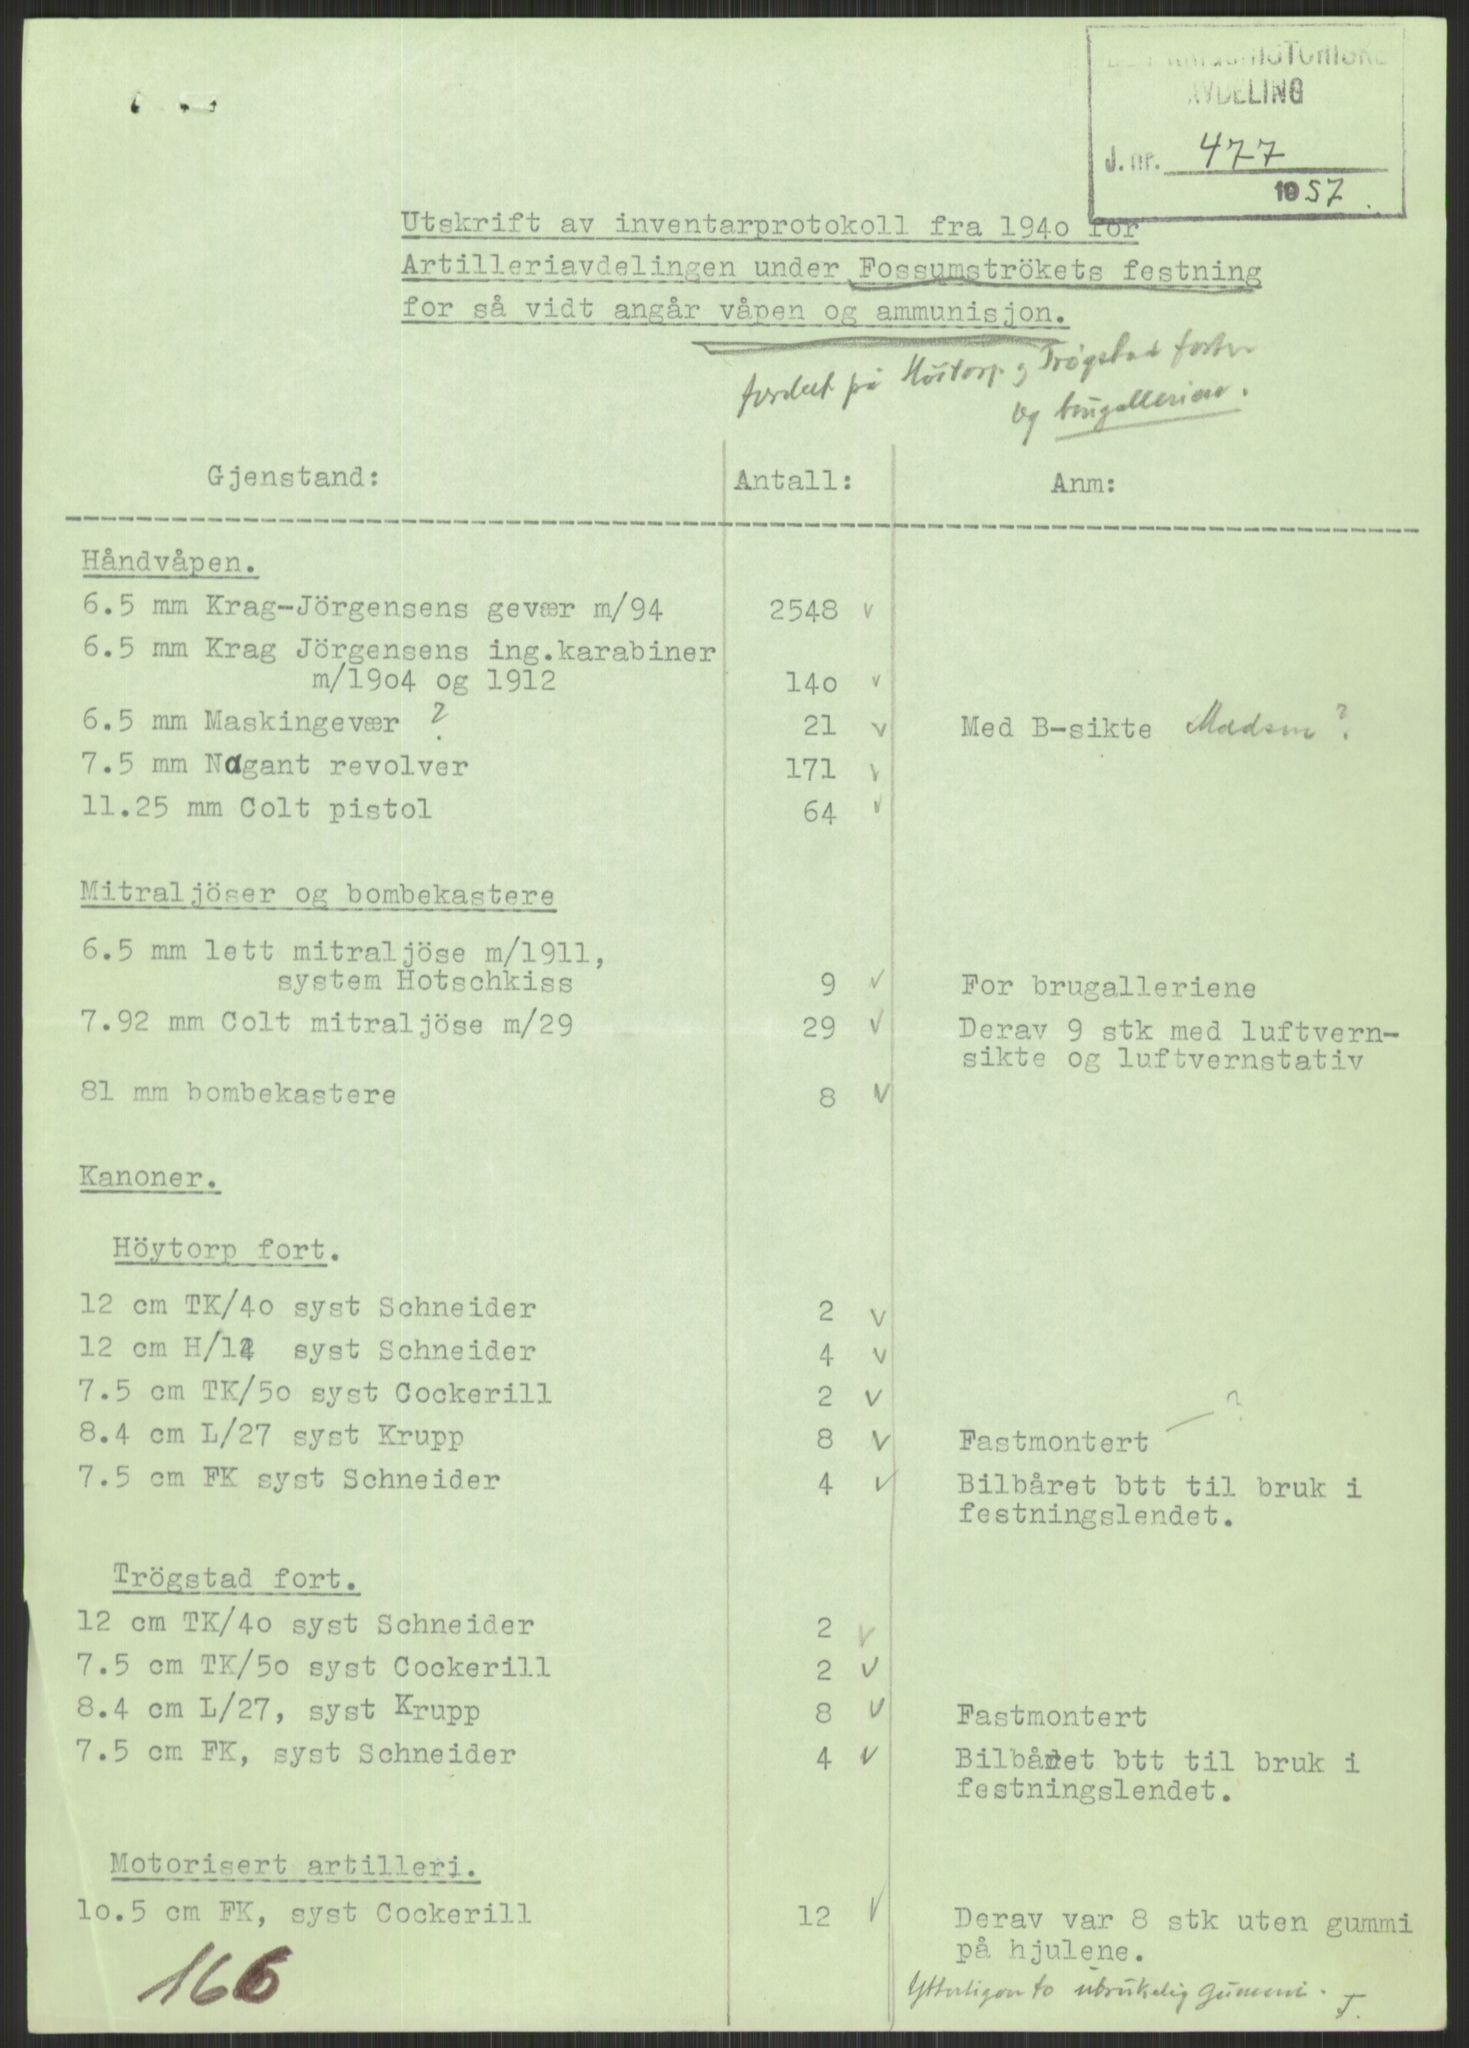 DEN KRIGSHISTORISKE
AVDELING
J. nr. 477
1957.
Utskrift av inventarprotokoll fra 194o for
Artilleriavdelingen under Fossumströkets festning
for så vidt angår våpen og ammunisjon.
fordelt på Höitorp og Trøgstad forter
og brugalleriene.
Gjenstand: Antall: Anm:
Håndvåpen.
6.5 mm Krag-Jörgensens gevær m/94 2548 v
6.5 mm Krag Jörgensens ing.karabiner
m/19o4 og 1912 14o v
6.5 mm Maskingevær ? 21 v Med B-sikte Madsen ?
7.5 mm Nagant revolver 171 v
11.25 mm Colt pistol 64 v
Mitraljöser og bombekastere
6.5 mm lett mitraljöse m/1911,
system Hotschkiss 9 v For brugalleriene
7.92 mm Colt mitraljöse m/29 29 v Derav 9 stk med luftvern-
sikte og luftvernstativ
81 mm bombekastere 8 v
Kanoner.
Höytorp fort.
12 cm TK/4o syst Schneider 2 v
12 cm H/ syst Schneider 4 v
7.5 cm TK/5o syst Cockerill 2 v
8.4 cm L/27 syst Krupp 8 v Fastmontert — ?
7.5 cm FK syst Schneider 4 v Bilbåret btt til bruk i
festningslendet.
Trögstad fort.
12 cm TK/4o syst Schneider 2 v
7.5 cm TK/5o syst Cockerill 2 v
8.4 cm L/27, syst Krupp 8 v Fastmontert
7.5 cm FK, syst Schneider 4 v Bilbåret btt til bruk i
festningslendet.
Motorisert artilleri.
1o.5 cm FK, syst Cockerill 12 v Derav var 8 stk uten gummi
på hjulene.
Ytterligere to ubrukelig gummi.
166